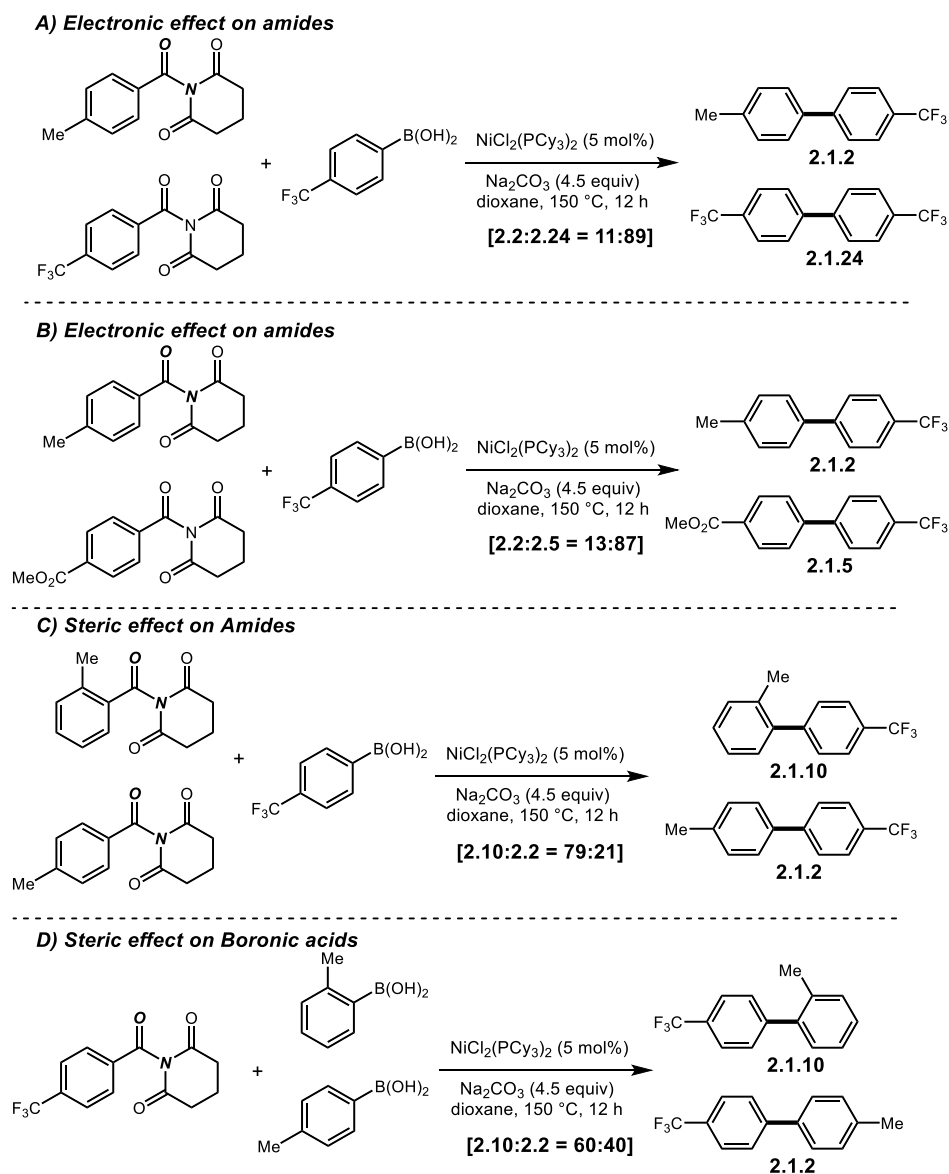 A) Electronic effect on amides
O O
N
Me O
+
B(OH)2
F3C
O O
N
F3C O
NiCl2(PCy3)2 (5 mol%)
Na2CO3 (4.5 equiv)
dioxane, 150 °C, 12 h
[2.2:2.24 = 11:89]
Me CF3
2.1.2
F3C CF3
2.1.24
B) Electronic effect on amides
O O
N
Me O
+
B(OH)2
F3C
O O
N
MeO2C O
NiCl2(PCy3)2 (5 mol%)
Na2CO3 (4.5 equiv)
dioxane, 150 °C, 12 h
[2.2:2.5 = 13:87]
Me CF3
2.1.2
MeO2C CF3
2.1.5
C) Steric effect on Amides
Me O O
N
O
+
B(OH)2
F3C
O O
N
Me O
NiCl2(PCy3)2 (5 mol%)
Na2CO3 (4.5 equiv)
dioxane, 150 °C, 12 h
[2.10:2.2 = 79:21]
Me
CF3
2.1.10
Me CF3
2.1.2
D) Steric effect on Boronic acids
O O
N
F3C O
+
Me
B(OH)2
B(OH)2
Me
NiCl2(PCy3)2 (5 mol%)
Na2CO3 (4.5 equiv)
dioxane, 150 °C, 12 h
[2.10:2.2 = 60:40]
Me
F3C
2.1.10
F3C Me
2.1.2